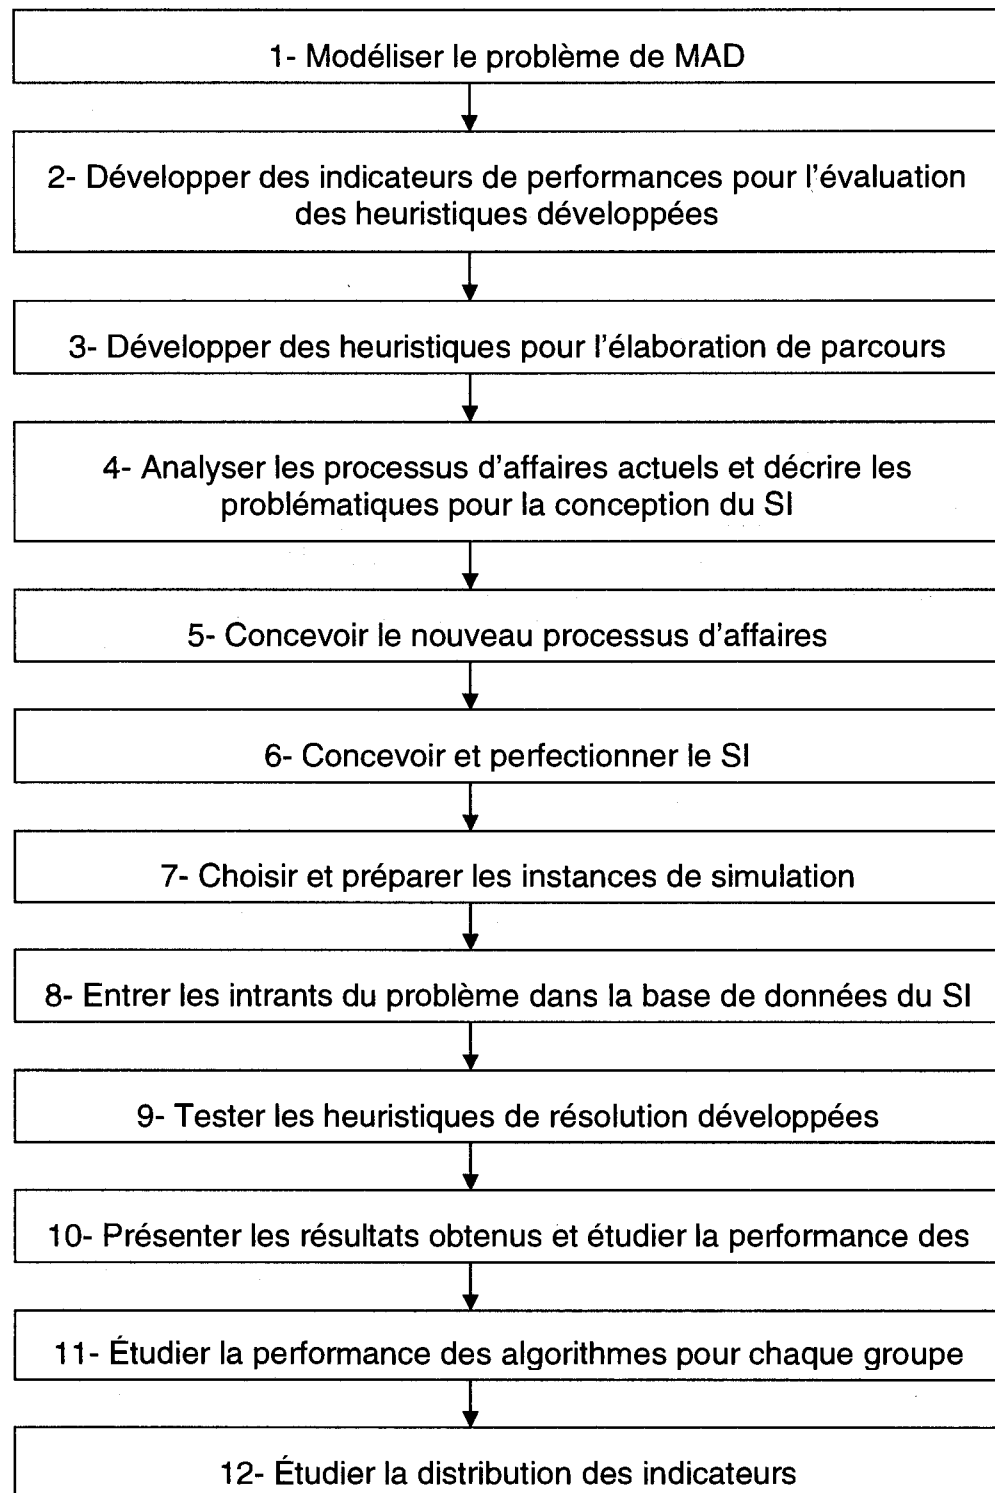 1- Modéliser le problème de MAD
2- Développer des indicateurs de performances pour l'évaluation
des heuristiques développées
3- Développer des heuristiques pour l'élaboration de parcours
4- Analyser les processus d'affaires actuels et décrire les
problématiques pour la conception du SI
5- Concevoir le nouveau processus d'affaires
6- Concevoir et perfectionner le SI
7- Choisir et préparer les instances de simulation
8- Entrer les intrants du problème dans la base de données du SI
9- Tester les heuristiques de résolution développées
10- Présenter les résultats obtenus et étudier la performance des
11- Étudier la performance des algorithmes pour chaque groupe
12- Étudier la distribution des indicateurs